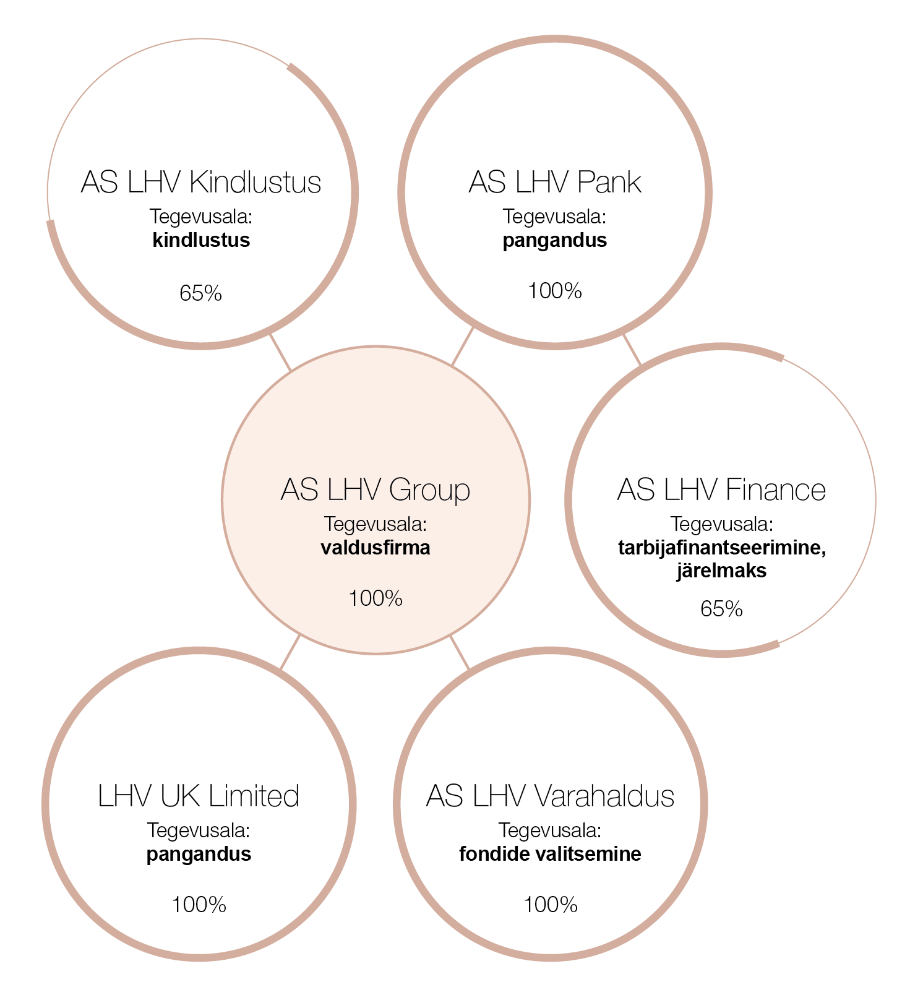 AS LHV Kindlustus
Tegevusala:
kindlustus
65%
AS LHV Pank
Tegevusala:
pangandus
100%
AS LHV Group
Tegevusala:
valdusfirma
100%
AS LHV Finance
Tegevusala:
tarbijafinantseerimine,
järelmaks
65%
LHV UK Limited
Tegevusala:
pangandus
100%
AS LHV Varahaldus
Tegevusala:
fondide valitsemine
100%